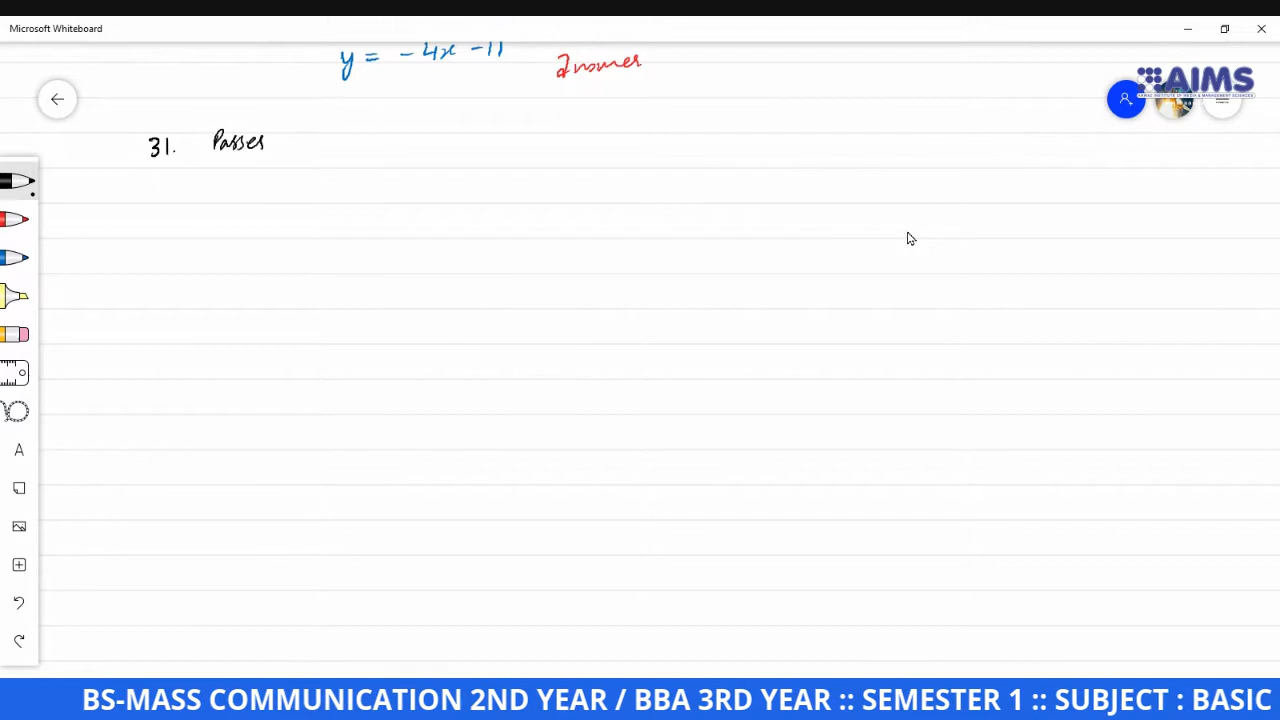 Microsoft Whiteboard
y = -4x -11
Answer
AIMS
31. Passes
A
BS-MASS COMMUNICATION 2ND YEAR / BBA 3RD YEAR :: SEMESTER 1 :: SUBJECT : BASIC